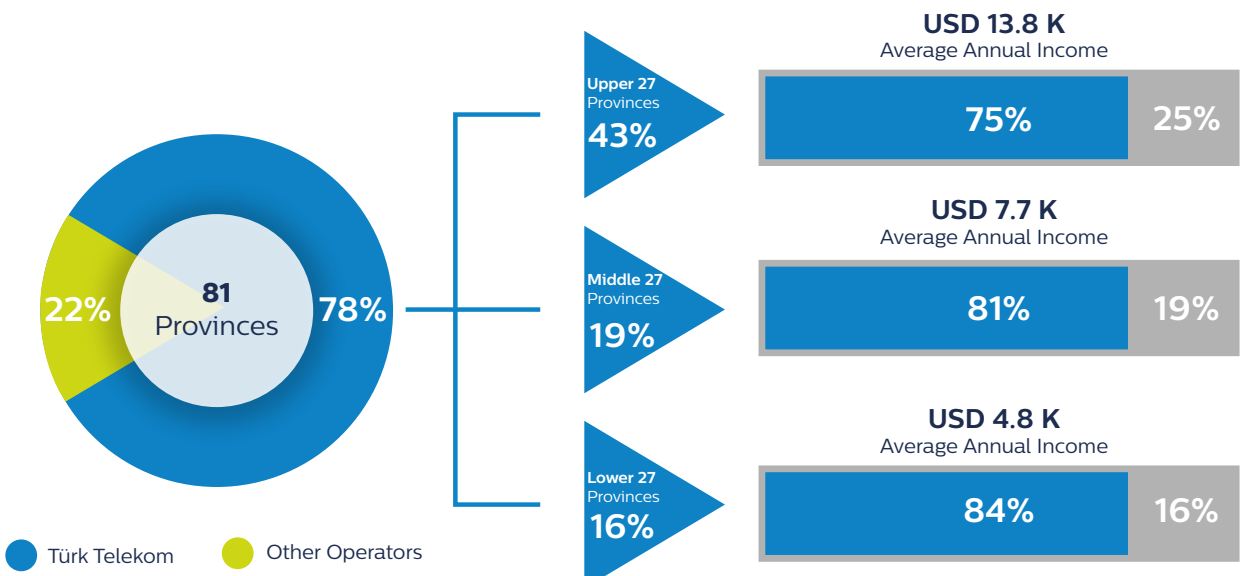 22%
81
Provinces
78%
Türk Telekom
Other Operators
Upper 27
Provinces
43%
USD 13.8 K
Average Annual Income
75%
25%
Middle 27
Provinces
19%
USD 7.7 K
Average Annual Income
81%
19%
Lower 27
Provinces
16%
USD 4.8 K
Average Annual Income
84%
16%